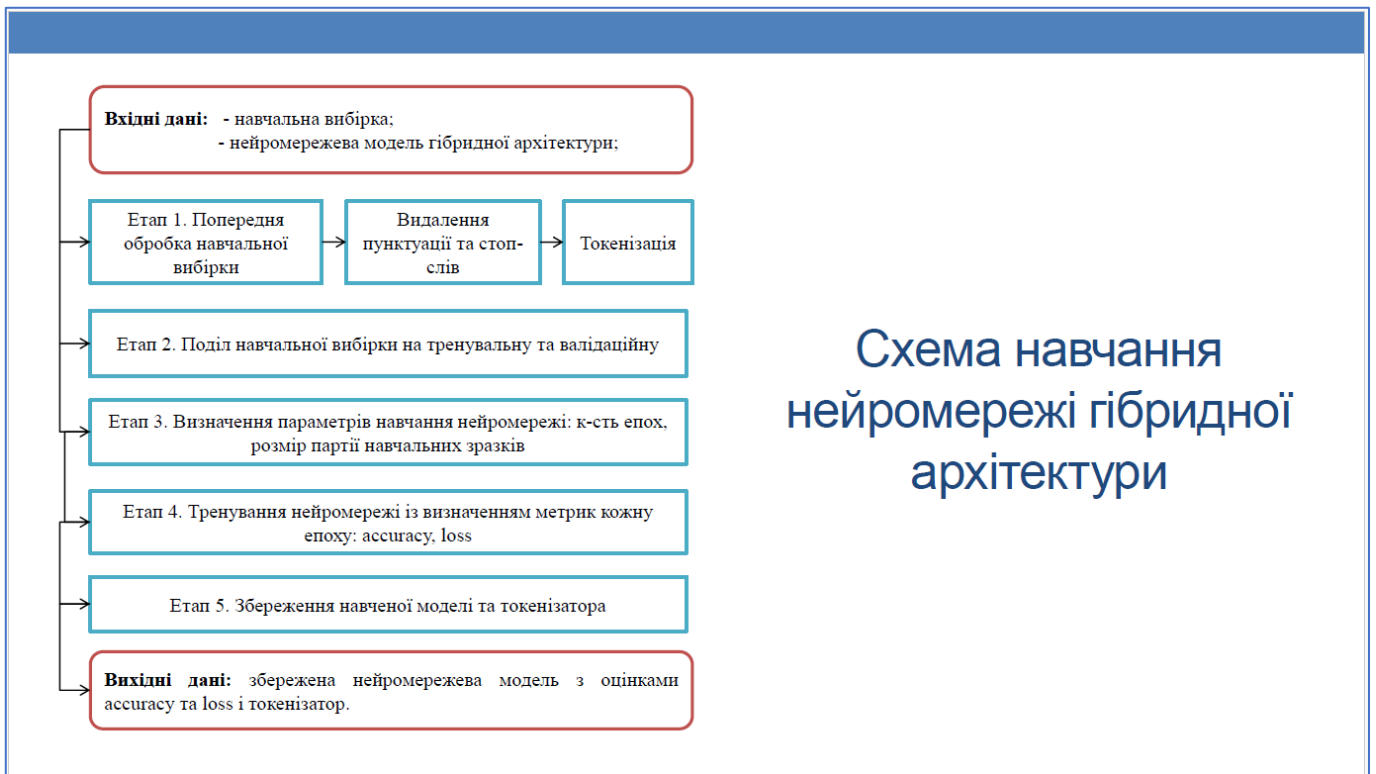 Вхідні дані: - навчальна вибірка;
- нейромережева модель гібридної архітектури;
Етап 1. Попередня
обробка навчальної
вибірки
Видалення
пунктуації та стоп-
слів
Токенізація
Етап 2. Поділ навчальної вибірки на тренувальну та валідаційну
Етап 3. Визначення параметрів навчання нейромережі: к-сть епох,
розмір партії навчальних зразків
Етап 4. Тренування нейромережі із визначенням метрик кожну
епоху: accuracy, loss
Етап 5. Збереження навченої моделі та токенізатора
Вихідні дані: збережена нейромережева модель з оцінками
accuracy та loss і токенізатор.
Схема навчання
нейромережі гібридної
архітектури